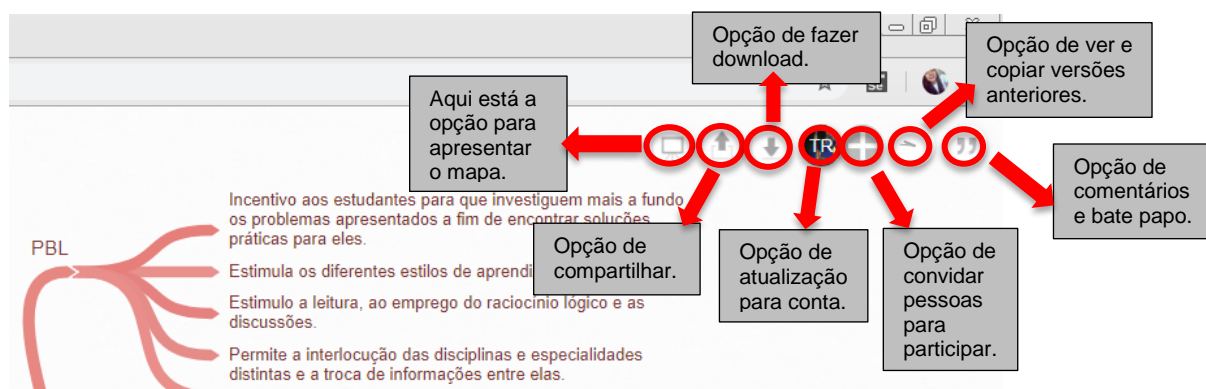 Opção de fazer
download.
Opção de ver e
copiar versões
anteriores.
Aqui está a
opção para
apresentar
o mapa.
Se
TR
Opção de
comentários
e bate papo.
Opção de
compartilhar.
Opção de
atualização
para conta.
Opção de
convidar
pessoas
para
participar.
PBL
Incentivo aos estudantes para que investiguem mais a fundo
os problemas apresentados a fim de encontrar soluções
práticas para eles.
Estimula os diferentes estilos de aprendi
Estimulo a leitura, ao emprego do raciocínio lógico e as
discussões.
Permite a interlocução das disciplinas e especialidades
distintas e a troca de informações entre elas.